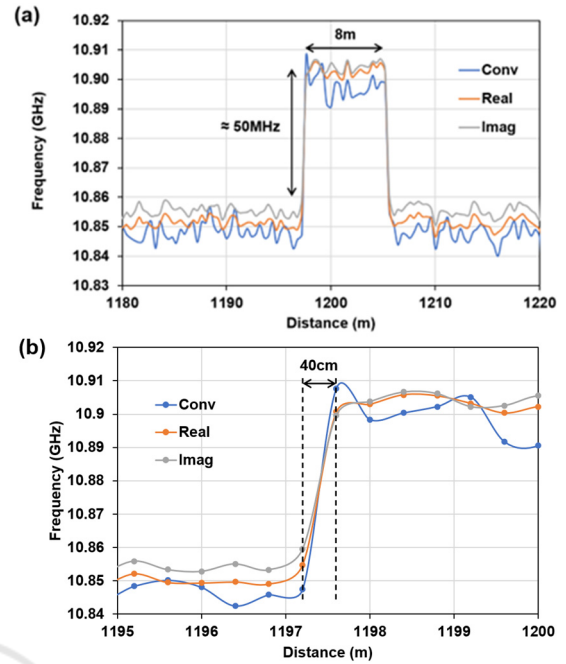 (a)
10.92
10.91
10.90
10.89
10.88
10.87
10.86
10.85
10.84
10.83
Frequency (GHz)
8m
≈ 50MHz
Conv
Real
Imag
1180 1190 1200 1210 1220
Distance (m)
(b)
10.92
10.91
10.9
10.89
10.88
10.87
10.86
10.85
10.84
Frequency (GHz)
40cm
Conv
Real
Imag
1195 1196 1197 1198 1199 1200
Distance (m)